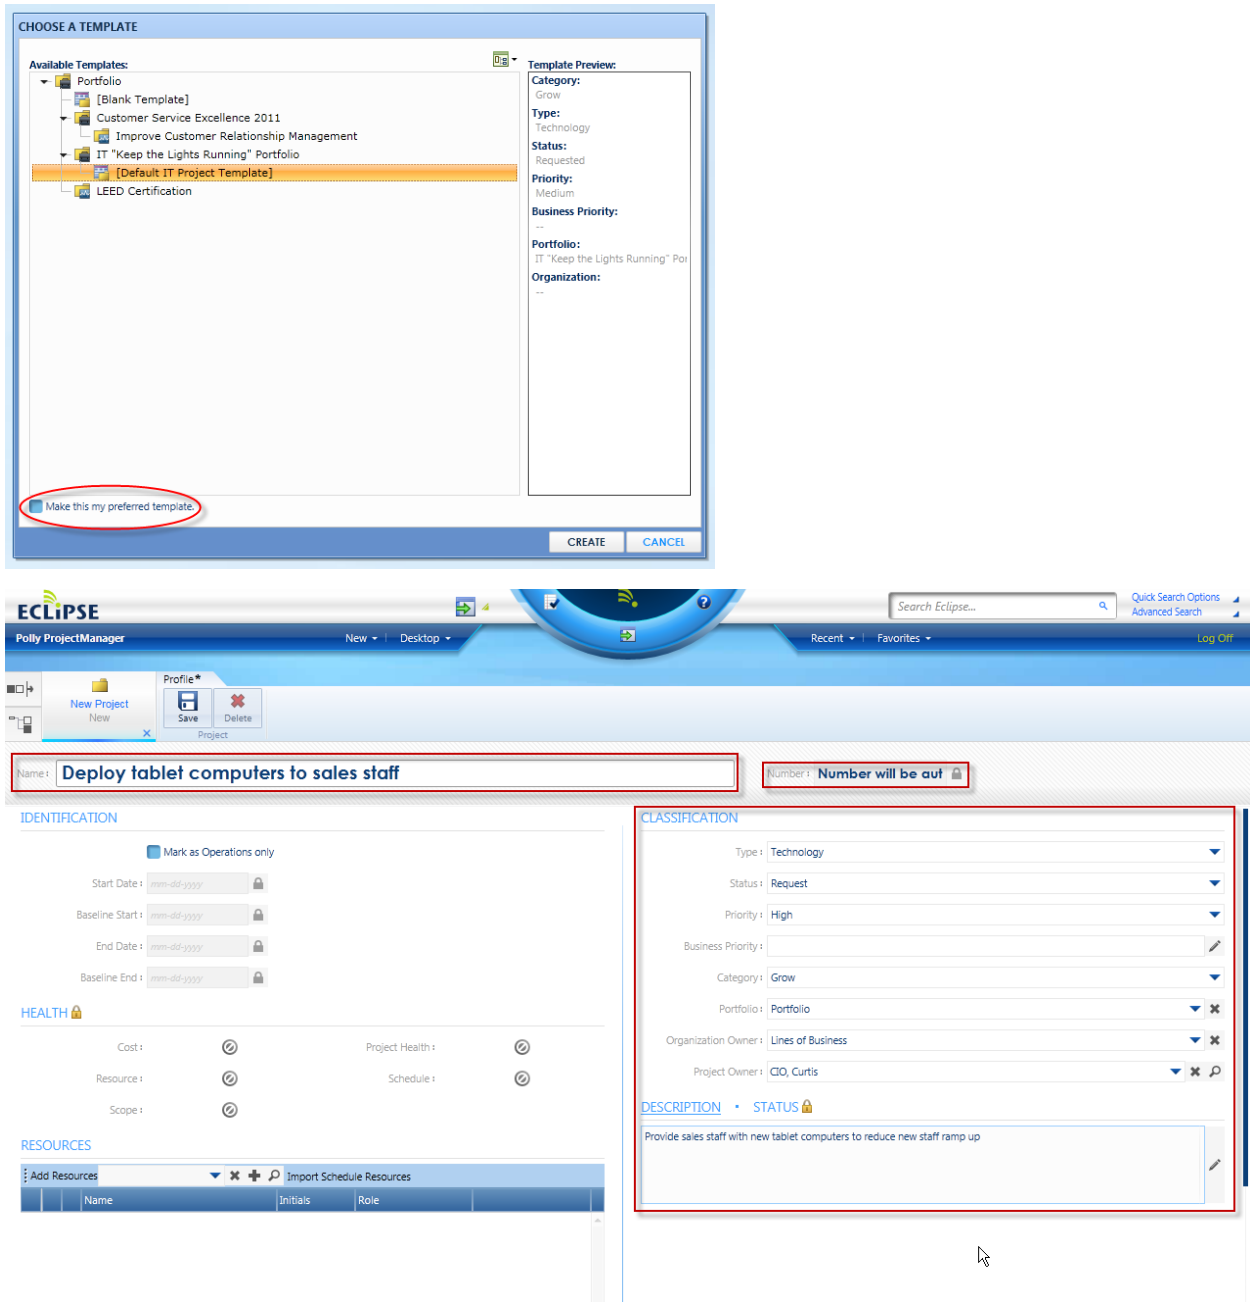 CHOOSE A TEMPLATE
Available Templates:
Portfolio
[Blank Template]
Customer Service Excellence 2011
Improve Customer Relationship Management
IT "Keep the Lights Running" Portfolio
[Default IT Project Template]
LEED Certification
Make this my preferred template.
Template Preview:
Category:
Grow
Type:
Technology
Status:
Requested
Priority:
Medium
Business Priority:
--
Portfolio:
IT "Keep the Lights Running" Por
Organization:
--
CREATE CANCEL
ECLiPSE
Search Eclipse...
Quick Search Options
Advanced Search
Polly ProjectManager
New Desktop
Recent Favorites
Log Off
New Project
New
Profile*
Save Delete
Project
Name: Deploy tablet computers to sales staff
Number: Number will be aut
IDENTIFICATION
Mark as Operations only
Start Date: mm-dd-yyyy
Baseline Start: mm-dd-yyyy
End Date: mm-dd-yyyy
Baseline End: mm-dd-yyyy
HEALTH
Cost: Project Health:
Resource: Schedule:
Scope:
RESOURCES
Add Resources Import Schedule Resources
Name Initials Role
CLASSIFICATION
Type: Technology
Status: Request
Priority: High
Business Priority:
Category: Grow
Portfolio: Portfolio
Organization Owner: Lines of Business
Project Owner: CIO, Curtis
DESCRIPTION • STATUS
Provide sales staff with new tablet computers to reduce new staff ramp up